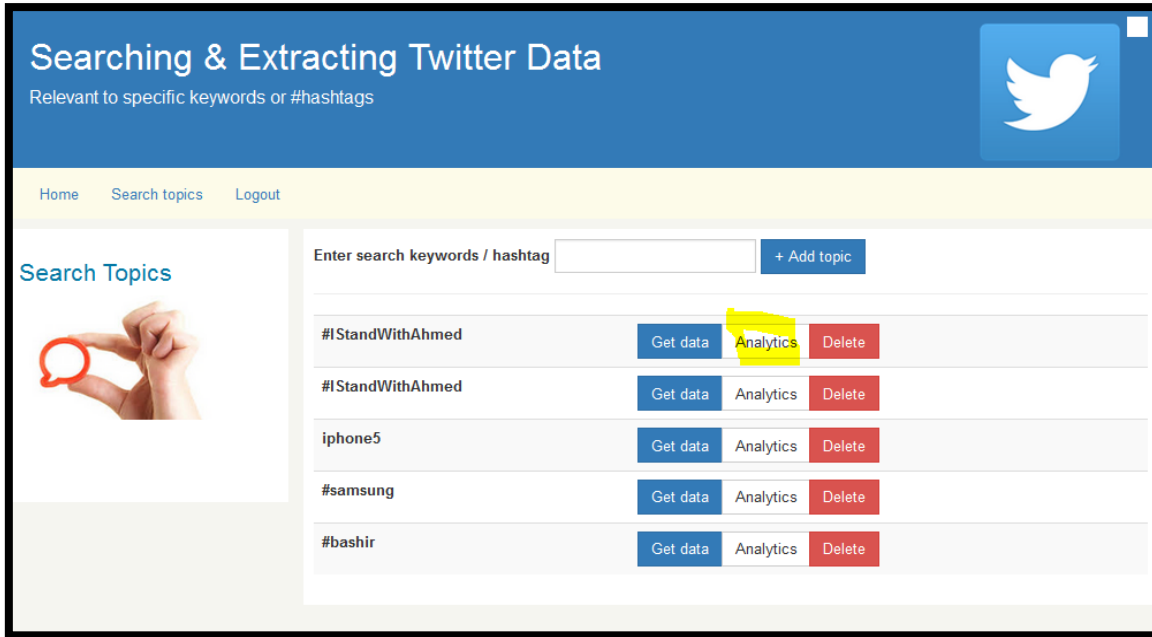 Searching & Extracting Twitter Data
Relevant to specific keywords or #hashtags
Home Search topics Logout
Search Topics
Enter search keywords / hashtag + Add topic
#IStandWithAhmed Get data Analytics Delete
#IStandWithAhmed Get data Analytics Delete
iphone5 Get data Analytics Delete
#samsung Get data Analytics Delete
#bashir Get data Analytics Delete